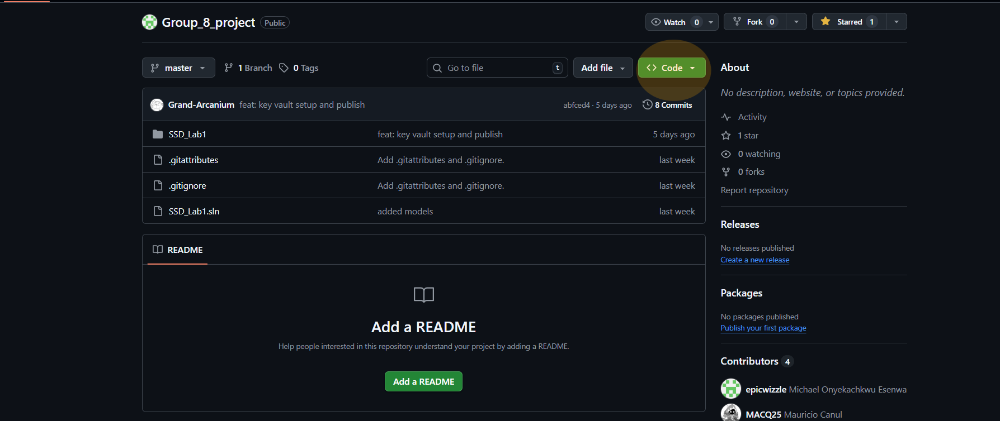 Group_8_project Public
Watch 0 Fork 0 Starred 1
master 1 Branch 0 Tags Go to file t Add file Code
Grand-Arcanium feat: key vault setup and publish abfced4 · 5 days ago 8 Commits
SSD_Lab1 feat: key vault setup and publish 5 days ago
.gitattributes Add .gitattributes and .gitignore. last week
.gitignore Add .gitattributes and .gitignore. last week
SSD_Lab1.sln added models last week
README
Add a README
Help people interested in this repository understand your project by adding a README.
Add a README
About
No description, website, or topics provided.
Activity
1 star
0 watching
0 forks
Report repository
Releases
No releases published
Create a new release
Packages
No packages published
Publish your first package
Contributors 4
epicwizzle Michael Onyekachkwu Esenwa
MACQ25 Mauricio Canul